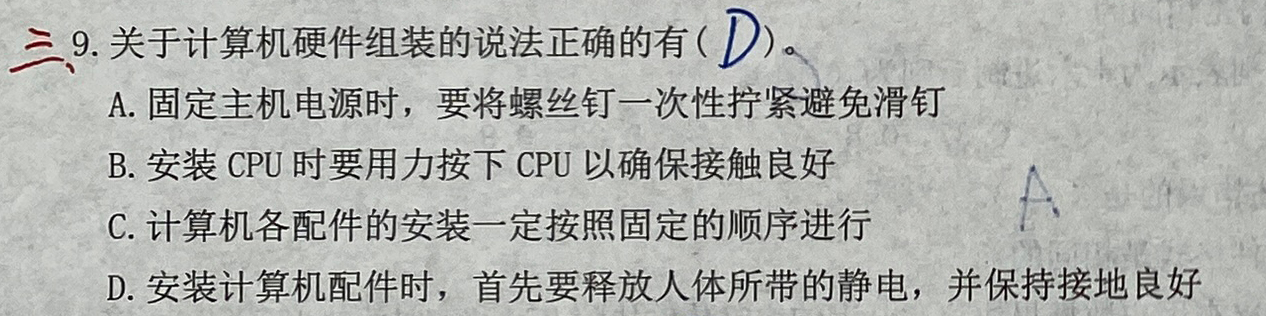 三、9. 关于计算机硬件组装的说法正确的有( D )。
A. 固定主机电源时，要将螺丝钉一次性拧紧避免滑钉
B. 安装 CPU 时要用力按下 CPU 以确保接触良好
A
C. 计算机各配件的安装一定按照固定的顺序进行
D. 安装计算机配件时，首先要释放人体所带的静电，并保持接地良好